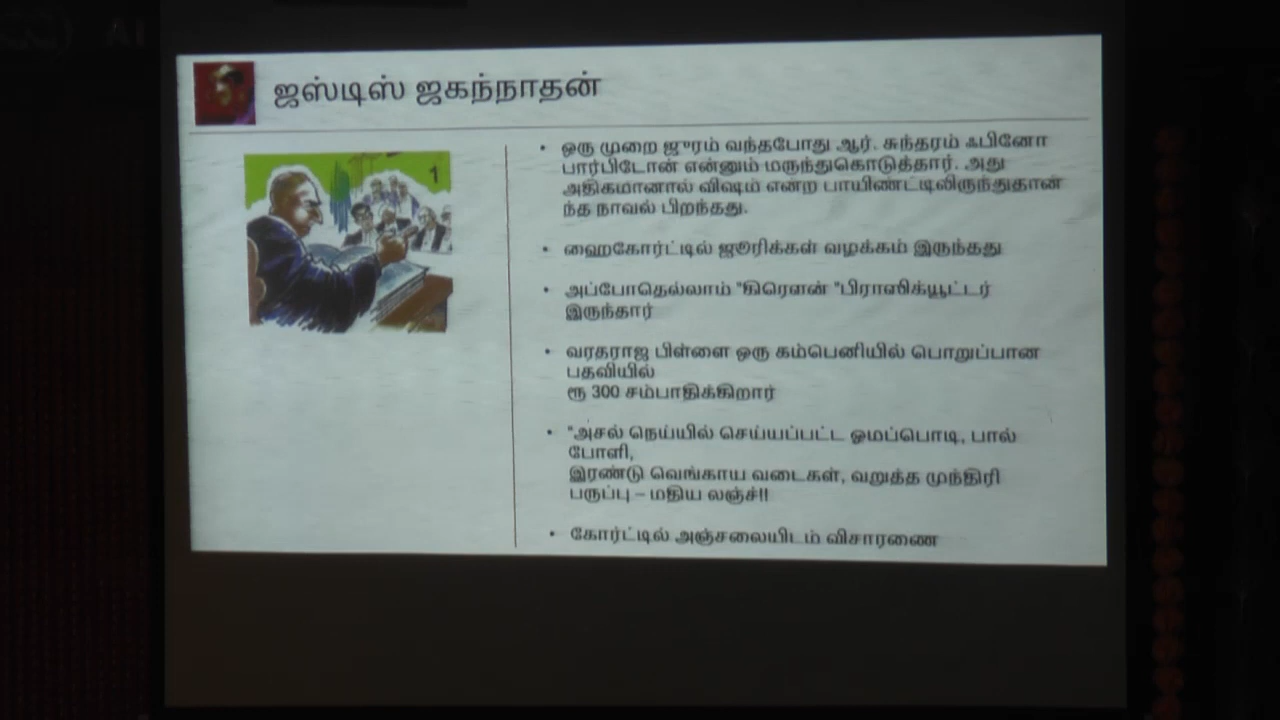 ஜஸ்டிஸ் ஜகந்நாதன்
1
• ஒரு முறை ஜுரம் வந்தபோது ஆர். சுந்தரம் ஃபினோ
பார்பிடோன் என்னும் மருந்துகொடுத்தார். அது
அதிகமானால் விஷம் என்ற பாயிண்ட்டிலிருந்துதான்
ந்த நாவல் பிறந்தது.
• ஹைகோர்ட்டில் ஜூரிக்கள் வழக்கம் இருந்தது
• அப்போதெல்லாம் "கிரௌன் "பிராஸிக்யூட்டர்
இருந்தார்
• வரதராஜ பிள்ளை ஒரு கம்பெனியில் பொறுப்பான
பதவியில்
ரூ 300 சம்பாதிக்கிறார்
• "அசல் நெய்யில் செய்யப்பட்ட ஓமப்பொடி, பால்
போளி,
இரண்டு வெங்காய வடைகள், வறுத்த முந்திரி
பருப்பு – மதிய லஞ்ச்!!
• கோர்ட்டில் அஞ்சலையிடம் விசாரணை